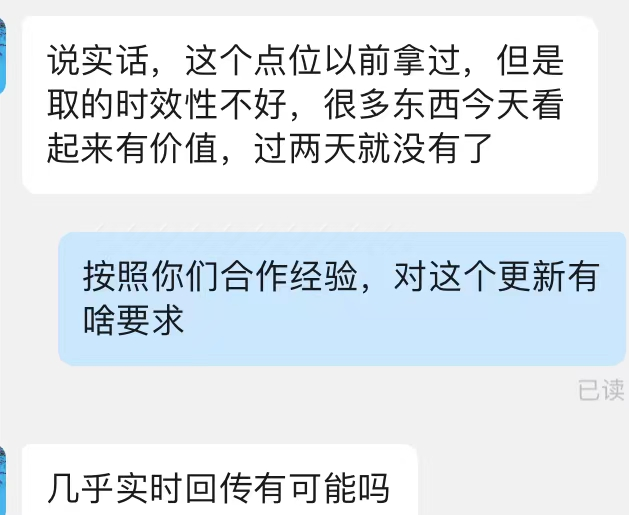 说实话，这个点位以前拿过，但是
取的时效性不好，很多东西今天看
起来有价值，过两天就没有了
按照你们合作经验，对这个更新有
啥要求
已读
几乎实时回传有可能吗